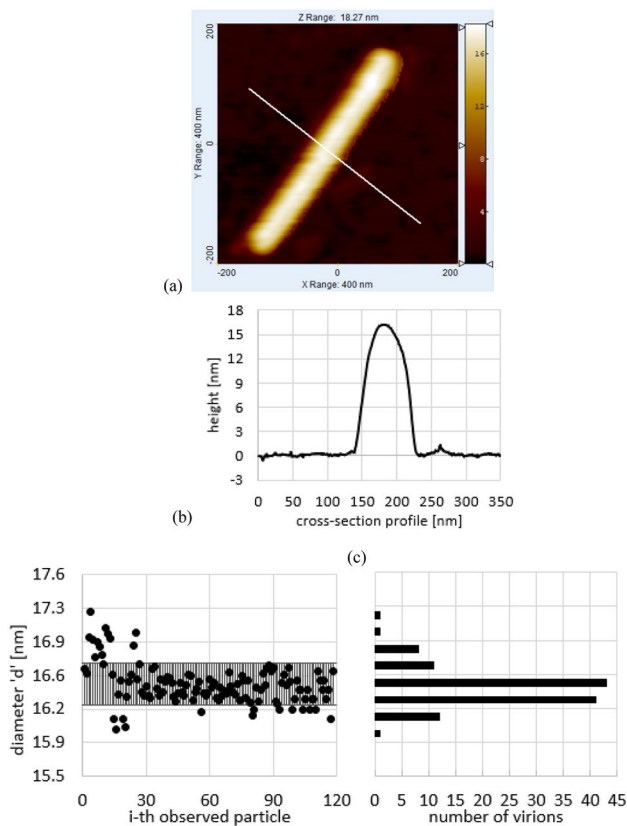 Z Range: 18.27 nm
200
16
12
Y Range: 400 nm
0
8
4
-200
-200
0
200
X Range: 400 nm
(a)
18
15
12
height [nm]
9
6
3
0
-3
0 50 100 150 200 250 300 350
cross-section profile [nm]
(b)
(c)
17.6
17.3
16.9
diameter 'd' [nm]
16.6
16.2
15.9
15.5
0 30 60 90 120
i-th observed particle
0 5 10 15 20 25 30 35 40 45
number of virions